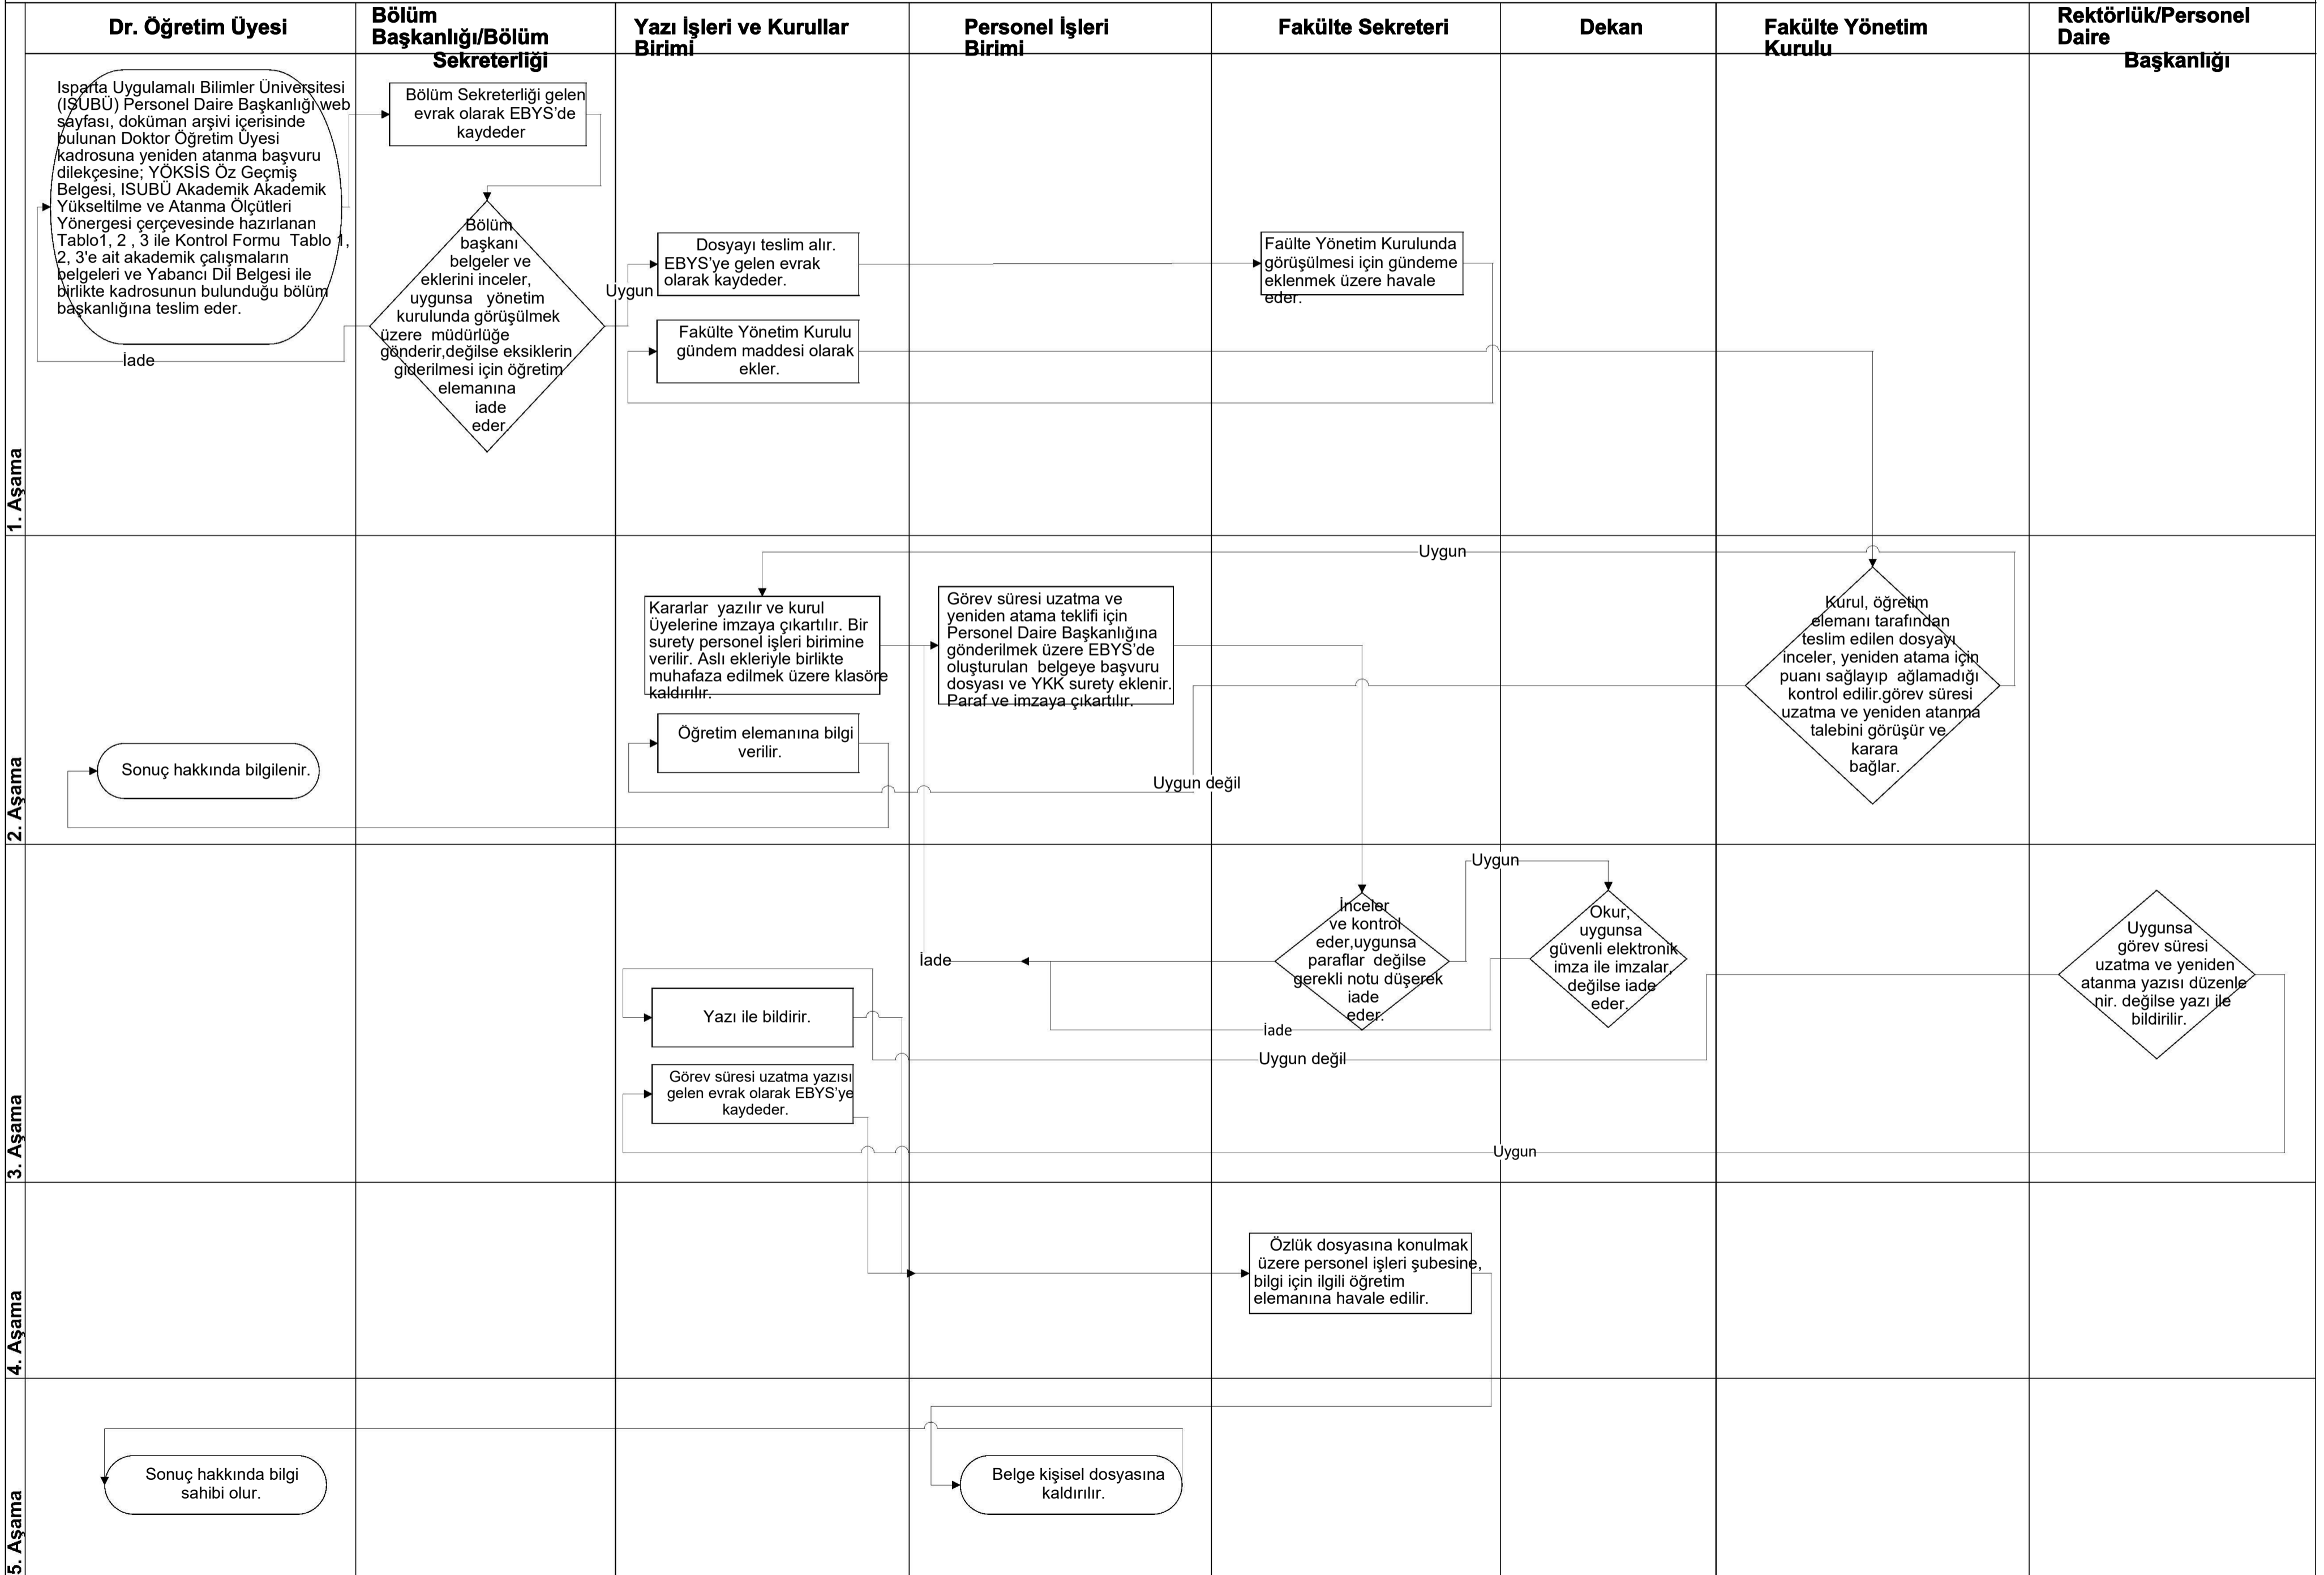 Dr. Öğretim Üyesi
Bölüm
Başkanlığı/Bölüm
Sekreterliği
Yazı İşleri ve Kurullar
Birimi
Personel İşleri
Birimi
Fakülte Sekreteri
Dekan
Fakülte Yönetim
Kurulu
Rektörlük/Personel
Daire
Başkanlığı
1. Aşama
Isparta Uygulamalı Bilimler Üniversitesi
(ISUBÜ) Personel Daire Başkanlığı web
sayfası, doküman arşivi içerisinde
bulunan Doktor Öğretim Üyesi
kadrosuna yeniden atanma başvuru
dilekçesine; YÖKSİS Öz Geçmiş
Belgesi, ISUBÜ Akademik Akademik
Yükseltilme ve Atanma Ölçütleri
Yönergesi çerçevesinde hazırlanan
Tablo1, 2 , 3 ile Kontrol Formu  Tablo 1,
2, 3'e ait akademik çalışmaların
belgeleri ve Yabancı Dil Belgesi ile
birlikte kadrosunun bulunduğu bölüm
başkanlığına teslim eder.
İade
Bölüm Sekreterliği gelen
evrak olarak EBYS’de
kaydeder
Bölüm
başkanı
belgeler ve
eklerini inceler,
uygunsa   yönetim
kurulunda görüşülmek
üzere  müdürlüğe
gönderir,değilse eksiklerin
giderilmesi için öğretim
elemanına
iade
eder.
Uygun
Dosyayı teslim alır.
EBYS’ye gelen evrak
olarak kaydeder.
Fakülte Yönetim Kurulu
gündem maddesi olarak
ekler.
Faülte Yönetim Kurulunda
görüşülmesi için gündeme
eklenmek üzere havale
eder.
2. Aşama
Uygun
Sonuç hakkında bilgilenir.
Kararlar  yazılır ve kurul
Üyelerine imzaya çıkartılır. Bir
surety personel işleri birimine
verilir. Aslı ekleriyle birlikte
muhafaza edilmek üzere klasöre
kaldırılır.
Öğretim elemanına bilgi
verilir.
Görev süresi uzatma ve
yeniden atama teklifi için
Personel Daire Başkanlığına
gönderilmek üzere EBYS’de
oluşturulan  belgeye başvuru
dosyası ve YKK surety eklenir.
Paraf ve imzaya çıkartılır.
Uygun değil
Kurul, öğretim
elemanı tarafından
teslim edilen dosyayı
inceler, yeniden atama için
puanı sağlayıp  ağlamadığı
kontrol edilir.görev süresi
uzatma ve yeniden atanma
talebini görüşür ve
karara
bağlar.
3. Aşama
Yazı ile bildirir.
Görev süresi uzatma yazısı
gelen evrak olarak EBYS’ye
kaydeder.
İade
İnceler
ve kontrol
eder,uygunsa
paraflar  değilse
gerekli notu düşerek
iade
eder.
Uygun
Okur,
uygunsa
güvenli elektronik
imza ile imzalar,
değilse iade
eder.
İade
Uygun değil
Uygun
Uygunsa
görev süresi
uzatma ve yeniden
atanma yazısı düzenle
nir. değilse yazı ile
bildirilir.
4. Aşama
Özlük dosyasına konulmak
üzere personel işleri şubesine,
bilgi için ilgili öğretim
elemanına havale edilir.
5. Aşama
Sonuç hakkında bilgi
sahibi olur.
Belge kişisel dosyasına
kaldırılır.